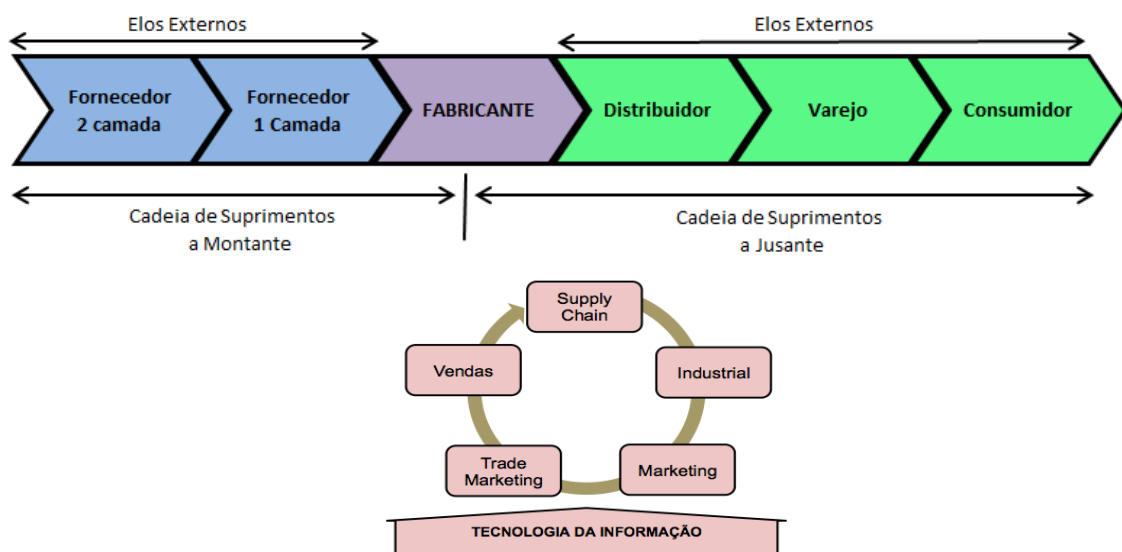 Elos Externos
Elos Externos
Fornecedor
2 camada
Fornecedor
1 Camada
FABRICANTE
Distribuidor
Varejo
Consumidor
Cadeia de Suprimentos
a Montante
Cadeia de Suprimentos
a Jusante
Supply
Chain
Vendas
Industrial
Trade
Marketing
Marketing
TECNOLOGIA DA INFORMAÇÃO